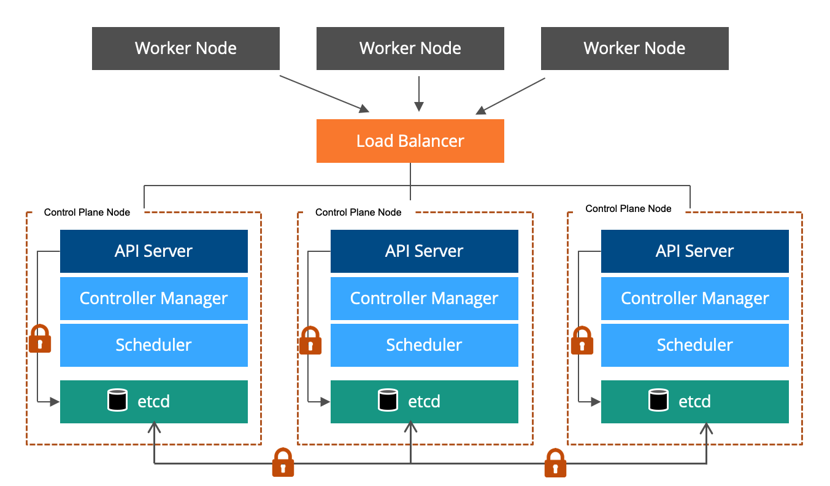 Worker Node
Worker Node
Worker Node
Load Balancer
Control Plane Node
API Server
Controller Manager
Scheduler
etcd
Control Plane Node
API Server
Controller Manager
Scheduler
etcd
Control Plane Node
API Server
Controller Manager
Scheduler
etcd